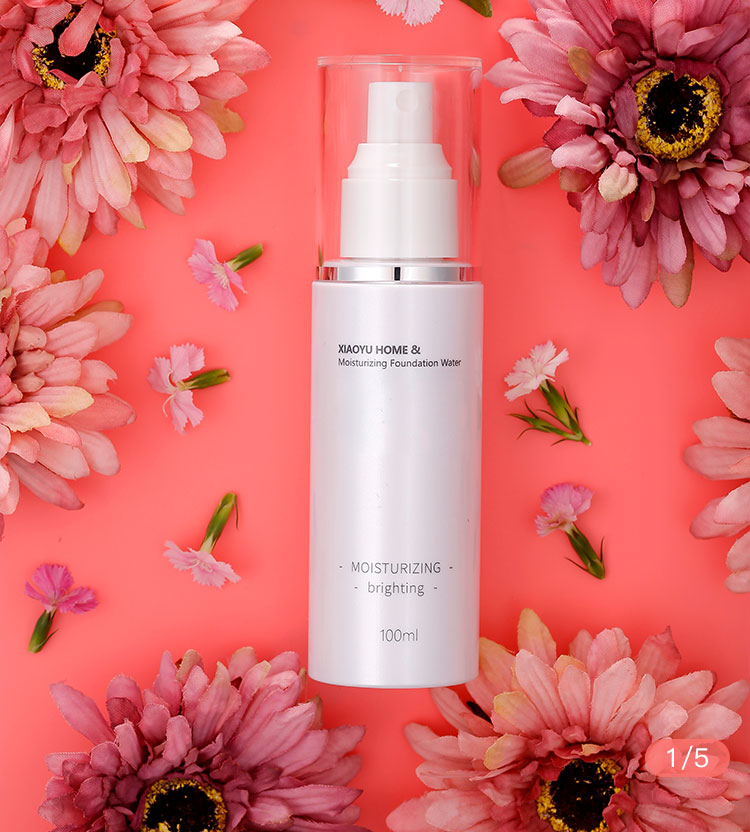 XIAOYU HOME &
Moisturizing Foundation Water
- MOISTURIZING -
- brighting -
100ml
1/5